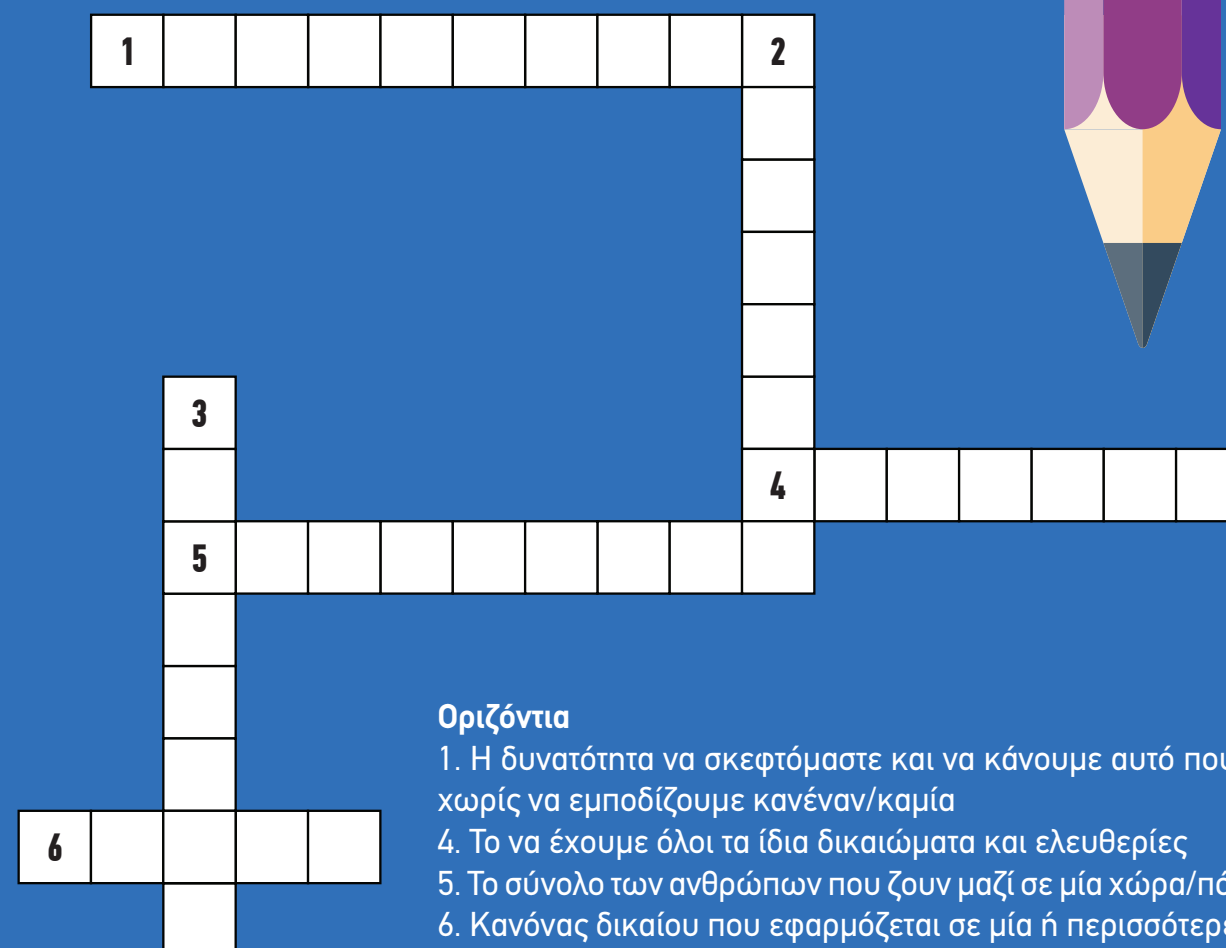 1
2
3
4
5
6
Οριζόντια
1. Η δυνατότητα να σκεφτόμαστε και να κάνουμε αυτό που
χωρίς να εμποδίζουμε κανέναν/καμία
4. Το να έχουμε όλοι τα ίδια δικαιώματα και ελευθερίες
5. Το σύνολο των ανθρώπων που ζουν μαζί σε μία χώρα/
6. Κανόνας δικαίου που εφαρμόζεται σε μία ή